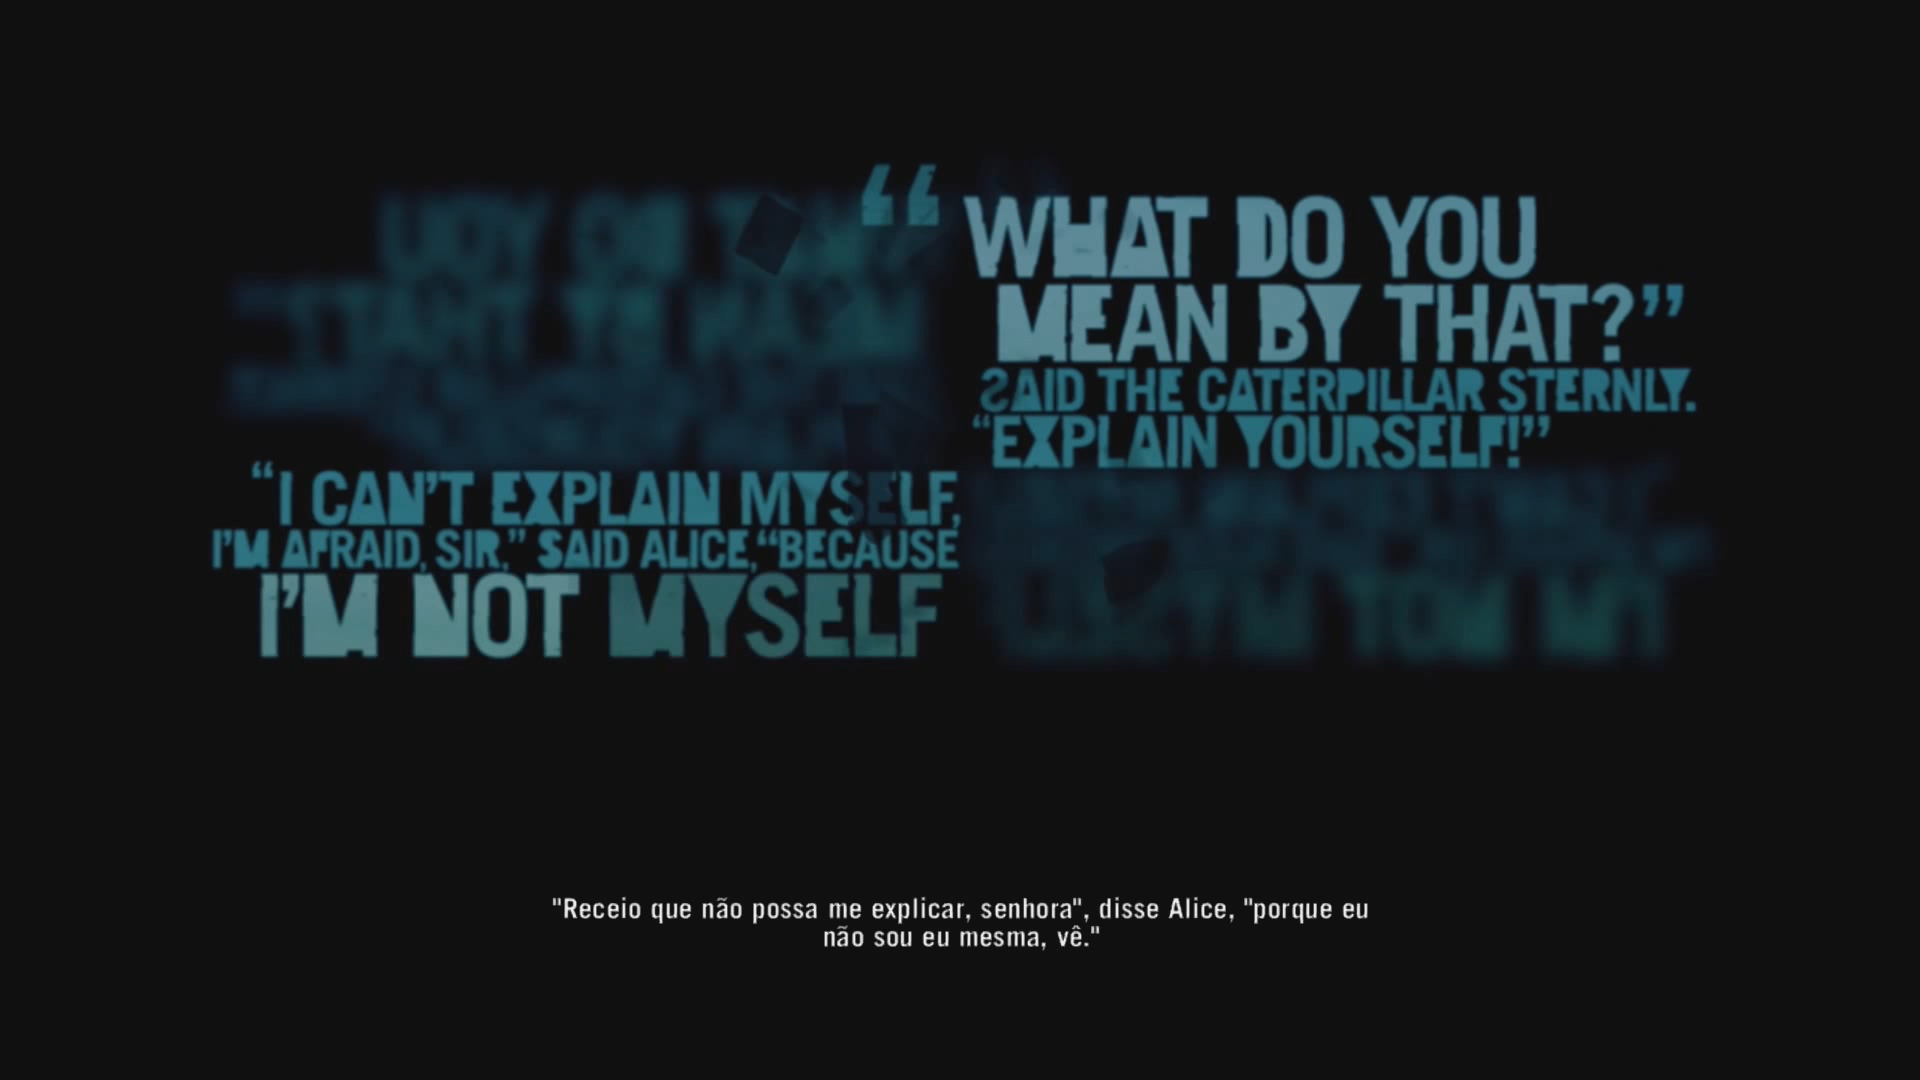 “WHAT DO YOU
MEAN BY THAT?”
SAID THE CATERPILLAR STERNLY.
“EXPLAIN YOURSELF!”
“I CAN’T EXPLAIN MYSELF,
I’M AFRAID, SIR,” SAID ALICE, “BECAUSE
I’M NOT MYSELF
"Receio que não possa me explicar, senhora", disse Alice, "porque eu
não sou eu mesma, vê."